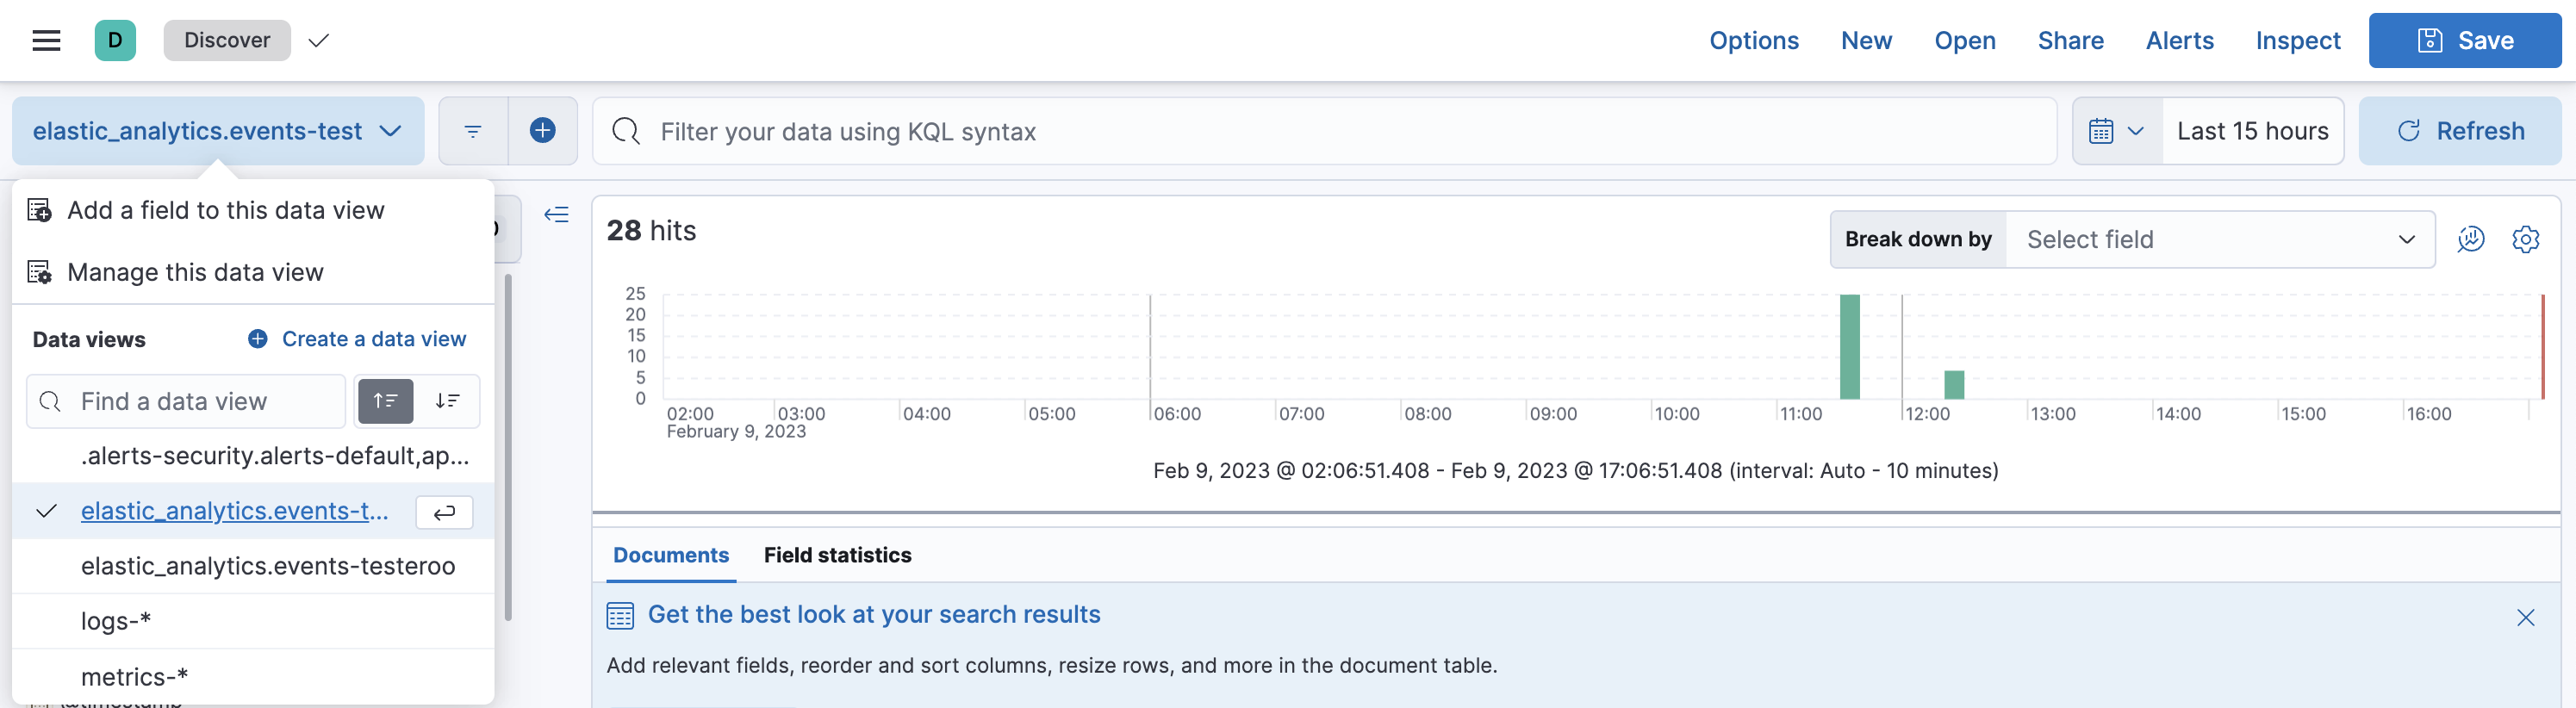 D Discover Options New Open Share Alerts Inspect Save
elastic_analytics.events-test Filter your data using KQL syntax Last 15 hours Refresh
Add a field to this data view
Manage this data view
Data views Create a data view
Find a data view
.alerts-security.alerts-default,ap...
elastic_analytics.events-t...
elastic_analytics.events-testeroo
logs-*
metrics-*
@timestamp
28 hits Break down by Select field
25
20
15
10
5
0
02:00 03:00 04:00 05:00 06:00 07:00 08:00 09:00 10:00 11:00 12:00 13:00 14:00 15:00 16:00
February 9, 2023
Feb 9, 2023 @ 02:06:51.408 - Feb 9, 2023 @ 17:06:51.408 (interval: Auto - 10 minutes)
Documents Field statistics
Get the best look at your search results
Add relevant fields, reorder and sort columns, resize rows, and more in the document table.